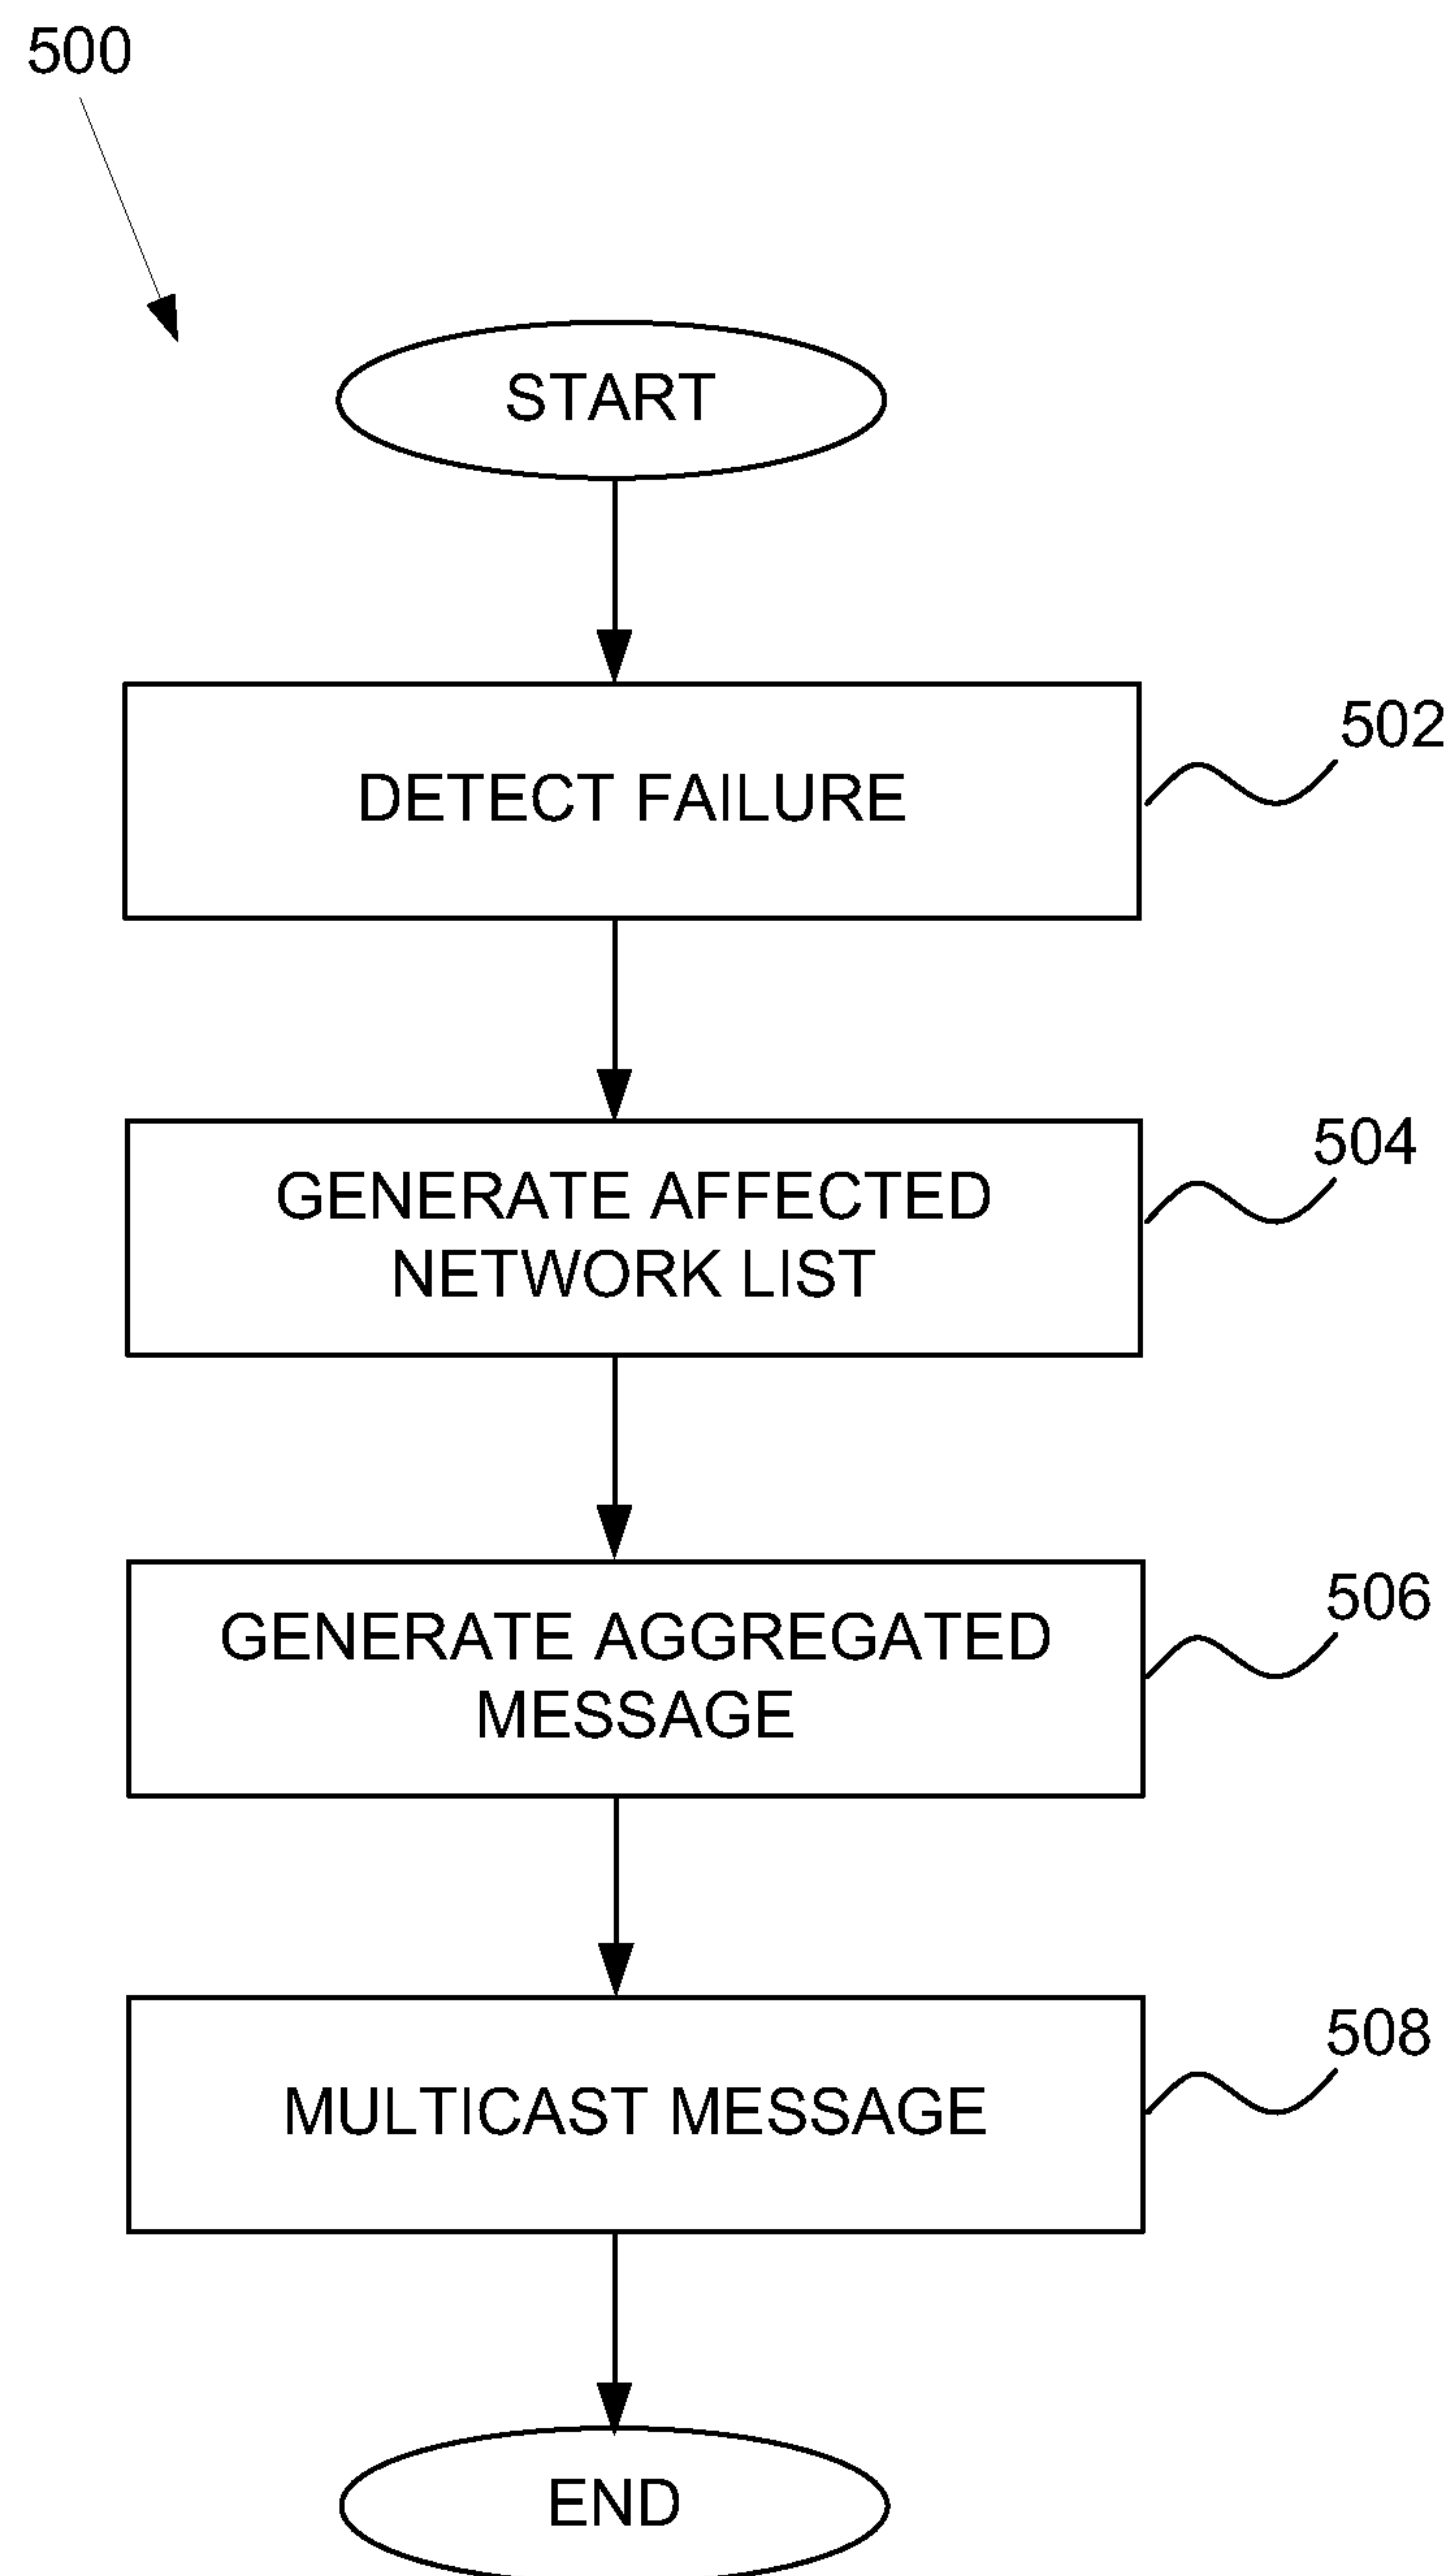 500
START
DETECT FAILURE
502
GENERATE AFFECTED
NETWORK LIST
504
GENERATE AGGREGATED
MESSAGE
506
MULTICAST MESSAGE
508
END